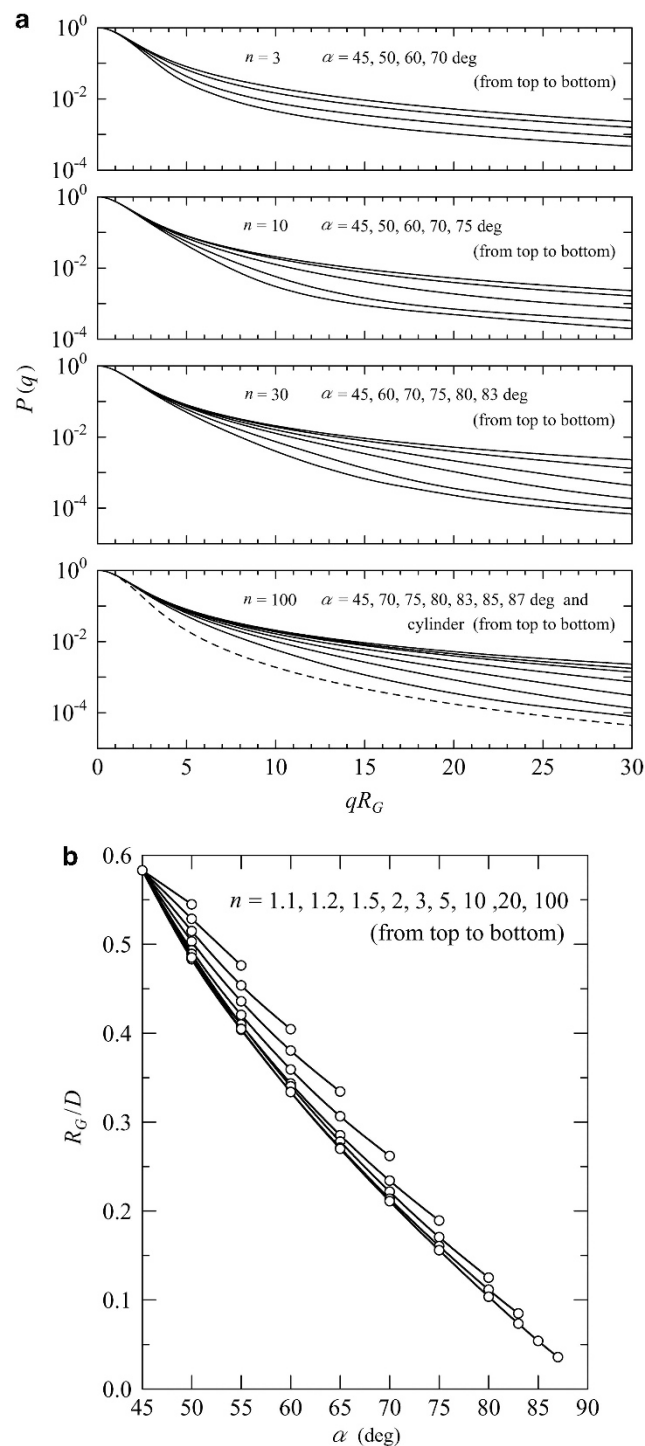 a
10^0
10^-2
10^-4
n = 3 α = 45, 50, 60, 70 deg
(from top to bottom)
10^0
10^-2
10^-4
n = 10 α = 45, 50, 60, 70, 75 deg
(from top to bottom)
P(q)
10^0
10^-2
10^-4
n = 30 α = 45, 60, 70, 75, 80, 83 deg
(from top to bottom)
10^0
10^-2
10^-4
n = 100 α = 45, 70, 75, 80, 83, 85, 87 deg and
cylinder (from top to bottom)
0 5 10 15 20 25 30
qR_G
b
0.6
0.5
0.4
0.3
0.2
0.1
0.0
R_G/D
n = 1.1, 1.2, 1.5, 2, 3, 5, 10 ,20, 100
(from top to bottom)
45 50 55 60 65 70 75 80 85 90
α (deg)